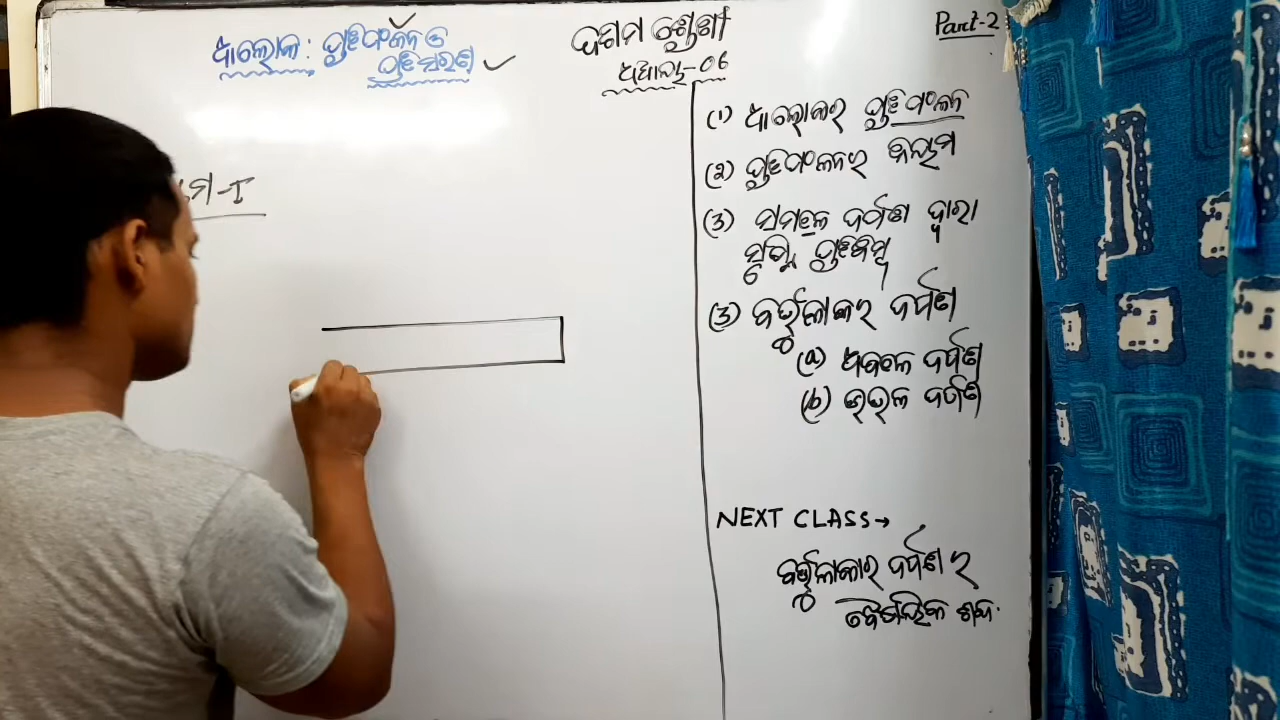 ଆଲୋକ: ପ୍ରତିଫଳନ ଓ
ପ୍ରତିସରଣ
ଦଶମ ଶ୍ରେଣୀ
ଅଧ୍ୟାୟ-୦୬
Part-2
ମ-I
(୧) ଆଲୋକର ପ୍ରତିଫଳନ
(୨) ପ୍ରତିଫଳନର ନିୟମ
(୩) ସମତଳ ଦର୍ପଣ ଦ୍ୱାରା
ସୃଷ୍ଟି ପ୍ରତିବିମ୍ବ
(୩) ବର୍ତ୍ତୁଳାକାର ଦର୍ପଣ
(a) ଅବତଳ ଦର୍ପଣ
(b) ଉତ୍ତଳ ଦର୍ପଣ
NEXT CLASS→
ବର୍ତ୍ତୁଳାକାର ଦର୍ପଣ ର
ବୈଷୟିକ ଶବ୍ଦ